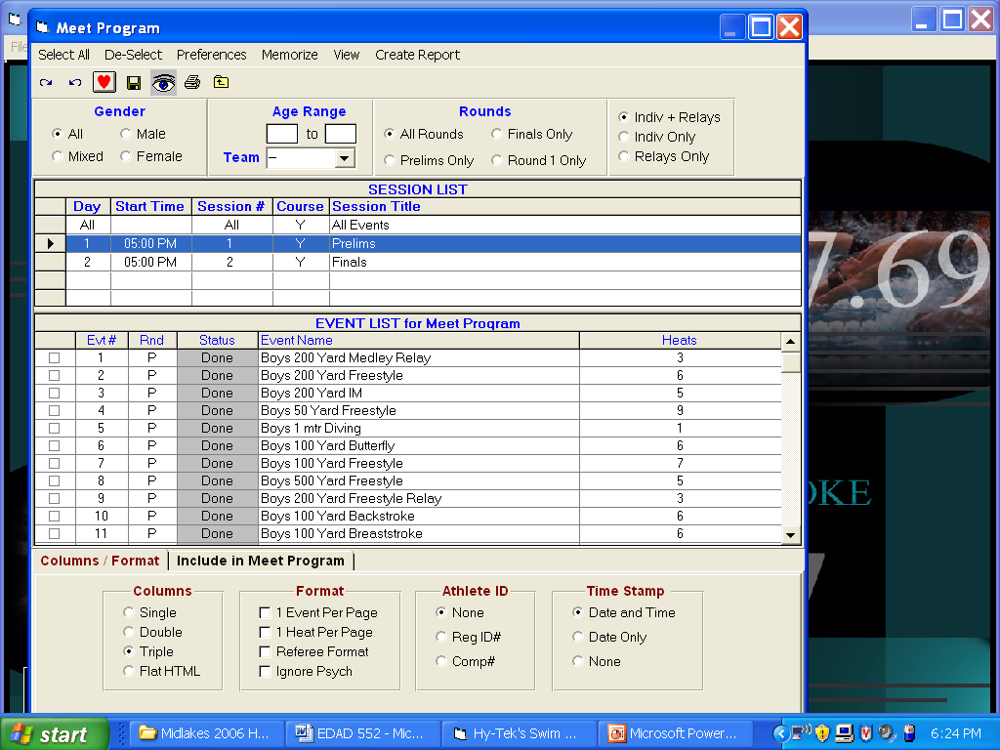 Meet Program
File
Select All De-Select Preferences Memorize View Create Report
Gender Age Range Rounds
All Male to All Rounds Finals Only Indiv + Relays
Mixed Female Team -- Prelims Only Round 1 Only Indiv Only
Relays Only
SESSION LIST
Day Start Time Session # Course Session Title
All All Y All Events
1 05:00 PM 1 Y Prelims
2 05:00 PM 2 Y Finals
7.69
EVENT LIST for Meet Program
Evt # Rnd Status Event Name Heats
1 P Done Boys 200 Yard Medley Relay 3
2 P Done Boys 200 Yard Freestyle 6
3 P Done Boys 200 Yard IM 5
4 P Done Boys 50 Yard Freestyle 9
5 P Done Boys 1 mtr Diving 1
6 P Done Boys 100 Yard Butterfly 6
7 P Done Boys 100 Yard Freestyle 7
8 P Done Boys 500 Yard Freestyle 5
9 P Done Boys 200 Yard Freestyle Relay 3
10 P Done Boys 100 Yard Backstroke 6
11 P Done Boys 100 Yard Breaststroke 6
OKE
Columns / Format Include in Meet Program
Columns Format Athlete ID Time Stamp
Single 1 Event Per Page None Date and Time
Double 1 Heat Per Page Reg ID# Date Only
Triple Referee Format Comp# None
Flat HTML Ignore Psych
start Midlakes 2006 H... EDAD 552 - Mic... Hy-Tek's Swim ... Microsoft Power... 6:24 PM